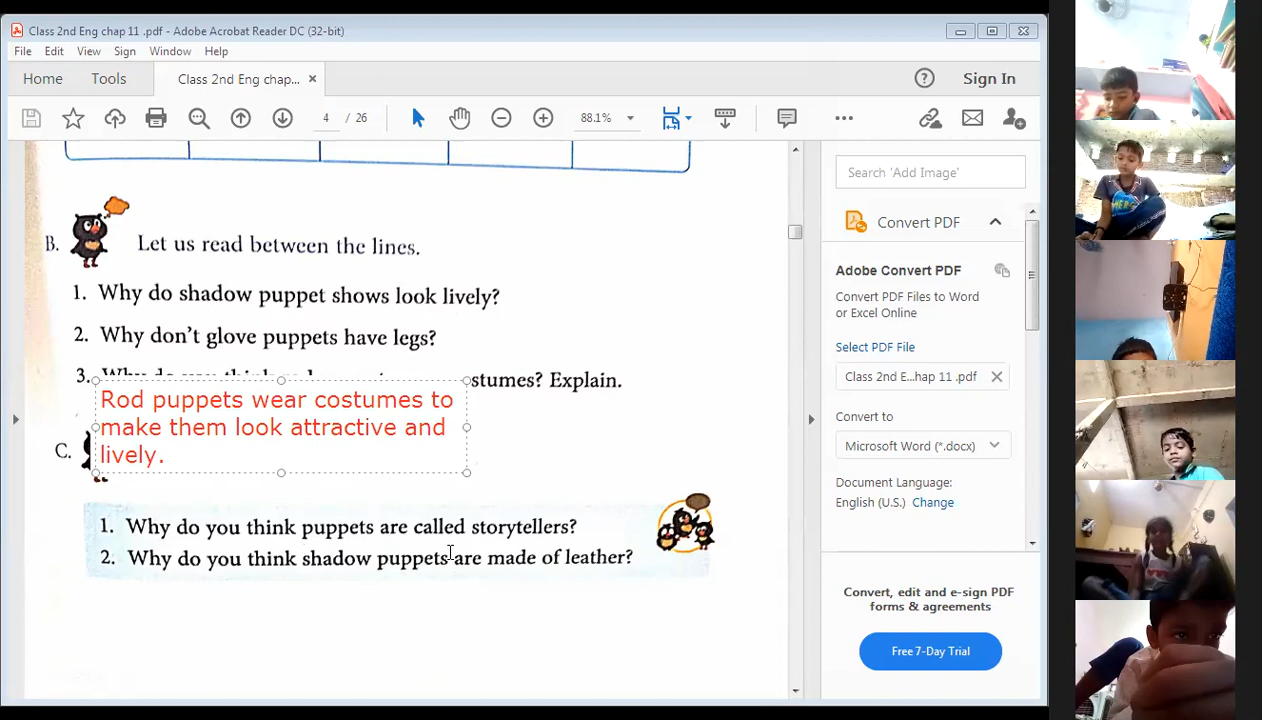 Class 2nd Eng chap 11 .pdf - Adobe Acrobat Reader DC (32-bit)
File Edit View Sign Window Help
Home Tools Class 2nd Eng chap... × Sign In
4 / 26 88.1%
B. Let us read between the lines.
1. Why do shadow puppet shows look lively?
2. Why don't glove puppets have legs?
3. stumes? Explain.
Rod puppets wear costumes to
make them look attractive and
lively.
C.
1. Why do you think puppets are called storytellers?
2. Why do you think shadow puppets are made of leather?
Search 'Add Image'
Convert PDF
Adobe Convert PDF
Convert PDF Files to Word
or Excel Online
Select PDF File
Class 2nd E...hap 11 .pdf
Convert to
Microsoft Word (*.docx)
Document Language:
English (U.S.) Change
Convert, edit and e-sign PDF
forms & agreements
Free 7-Day Trial